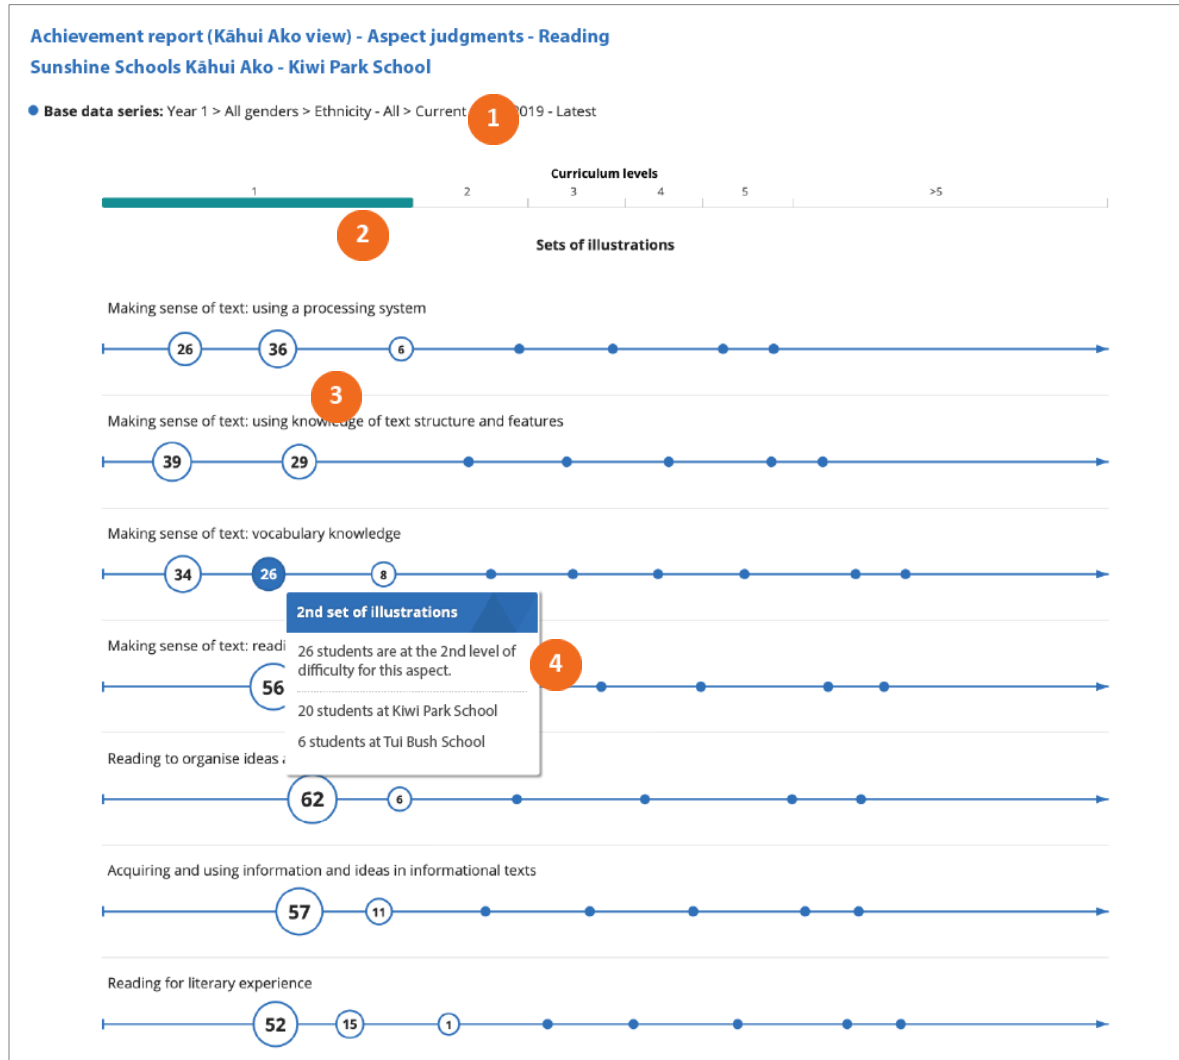 Achievement report (Kāhui Ako view) - Aspect judgments - Reading
Sunshine Schools Kāhui Ako - Kiwi Park School
Base data series: Year 1 > All genders > Ethnicity - All > Current 2019 - Latest
1
Curriculum levels
1 2 3 4 5 >5
2
Sets of illustrations
Making sense of text: using a processing system
26 36 6
3
Making sense of text: using knowledge of text structure and features
39 29
Making sense of text: vocabulary knowledge
34 26 8
2nd set of illustrations
Making sense of text:
26 students are at the 2nd level of
difficulty for this aspect.
4
56
20 students at Kiwi Park School
6 students at Tui Bush School
Reading to organise ideas
62 6
Acquiring and using information and ideas in informational texts
57 11
Reading for literary experience
52 15 1